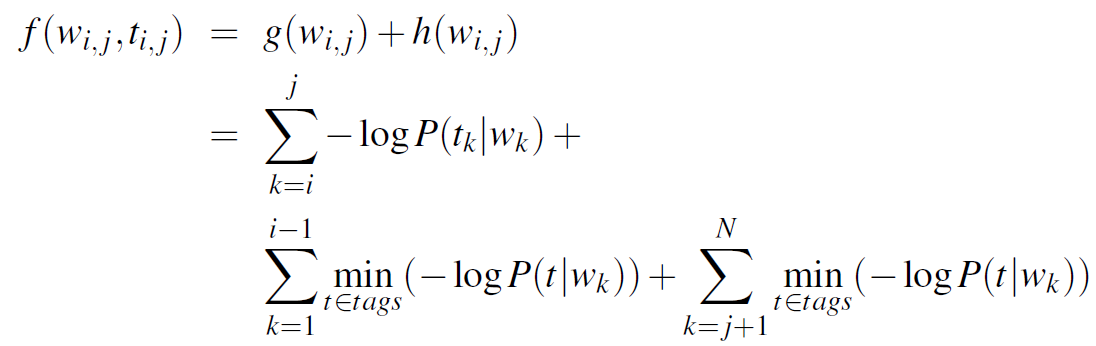 f(w_{i,j}, t_{i,j}) = g(w_{i,j}) + h(w_{i,j})
= \sum_{k=i}^{j} -\log P(t_k|w_k) +
\sum_{k=1}^{i-1} \min_{t \in tags} (-\log P(t|w_k)) + \sum_{k=j+1}^{N} \min_{t \in tags} (-\log P(t|w_k))